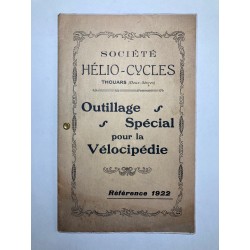 SOCIÉTÉ
HÉLIO-CYCLES
THOUARS (Deux-Sèvres)
Outillage
Spécial
pour la
Vélocipédie
Référence 1922